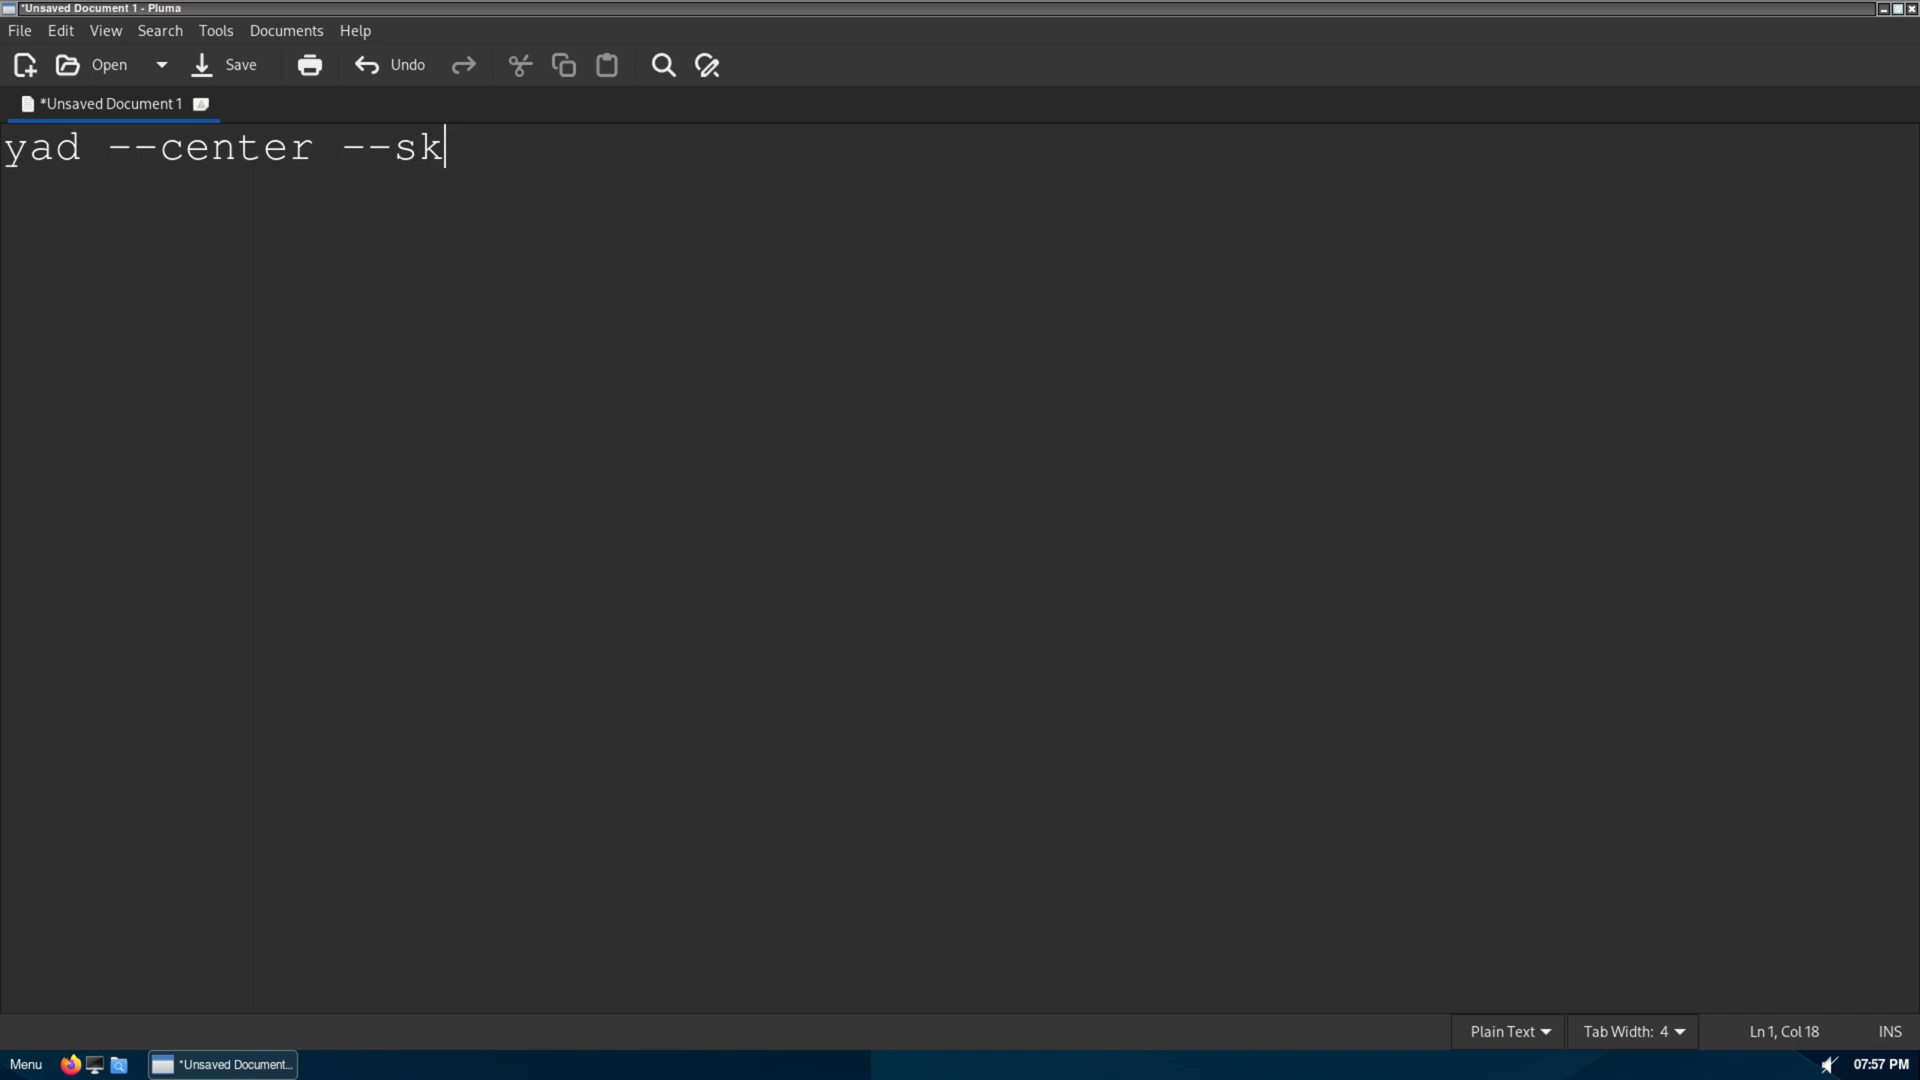 *Unsaved Document 1 - Pluma
File Edit View Search Tools Documents Help
Open Save Undo
*Unsaved Document 1
yad --center --sk
Plain Text Tab Width: 4 Ln 1, Col 18 INS
Menu *Unsaved Document... 07:57 PM